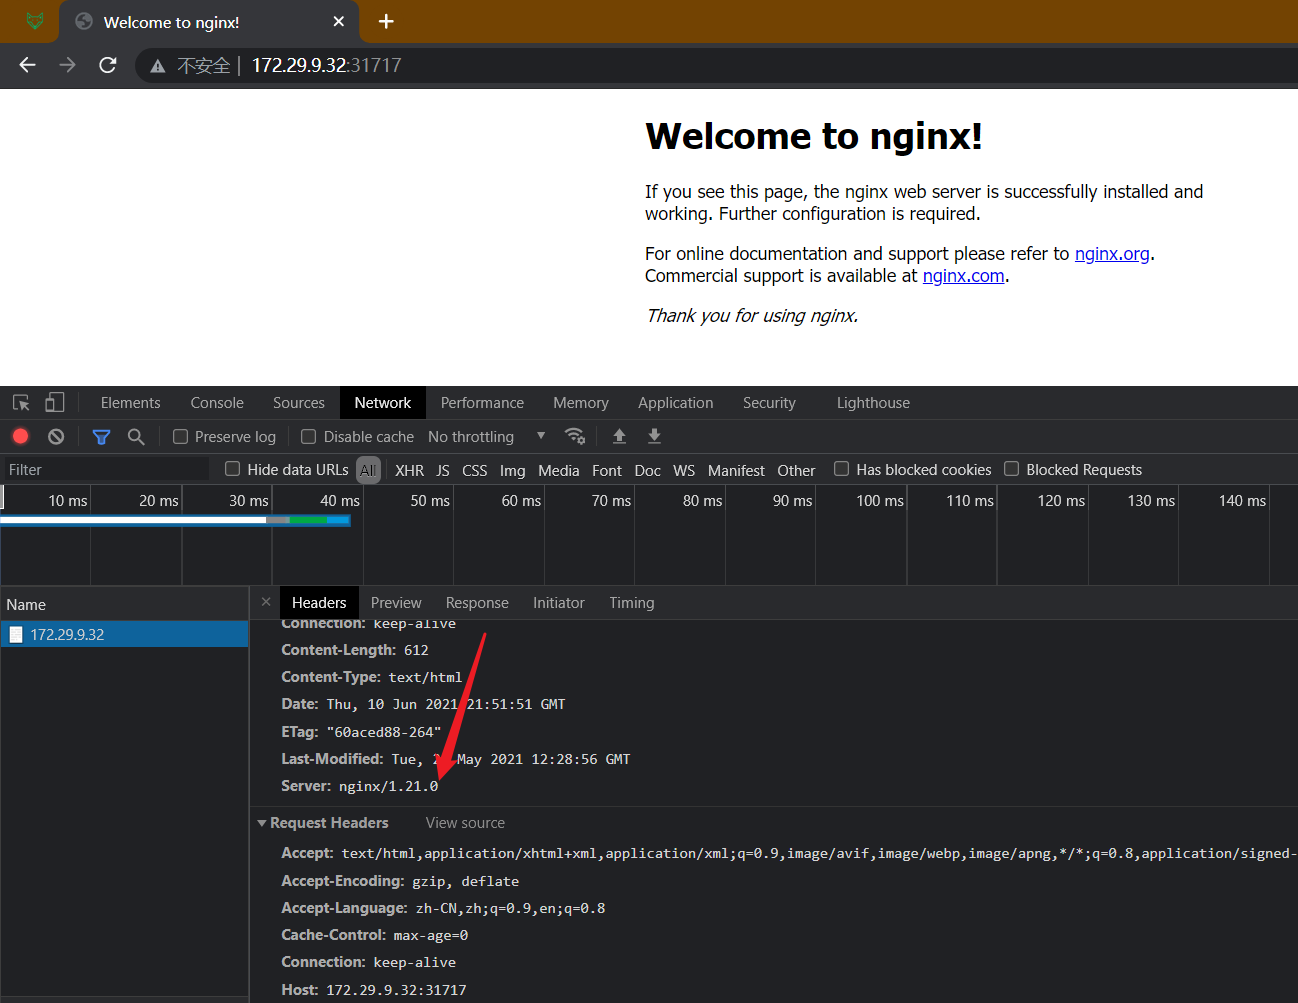 Welcome to nginx!
不安全 | 172.29.9.32:31717
Welcome to nginx!
If you see this page, the nginx web server is successfully installed and
working. Further configuration is required.
For online documentation and support please refer to nginx.org.
Commercial support is available at nginx.com.
Thank you for using nginx.
Elements Console Sources Network Performance Memory Application Security Lighthouse
Preserve log Disable cache No throttling
Filter Hide data URLs All XHR JS CSS Img Media Font Doc WS Manifest Other Has blocked cookies Blocked Requests
10 ms 20 ms 30 ms 40 ms 50 ms 60 ms 70 ms 80 ms 90 ms 100 ms 110 ms 120 ms 130 ms 140 ms
Name
172.29.9.32
Headers Preview Response Initiator Timing
Connection: keep-alive
Content-Length: 612
Content-Type: text/html
Date: Thu, 10 Jun 2021 21:51:51 GMT
ETag: "60aced88-264"
Last-Modified: Tue, May 2021 12:28:56 GMT
Server: nginx/1.21.0
Request Headers View source
Accept: text/html,application/xhtml+xml,application/xml;q=0.9,image/avif,image/webp,image/apng,*/*;q=0.8,application/signed-
Accept-Encoding: gzip, deflate
Accept-Language: zh-CN,zh;q=0.9,en;q=0.8
Cache-Control: max-age=0
Connection: keep-alive
Host: 172.29.9.32:31717